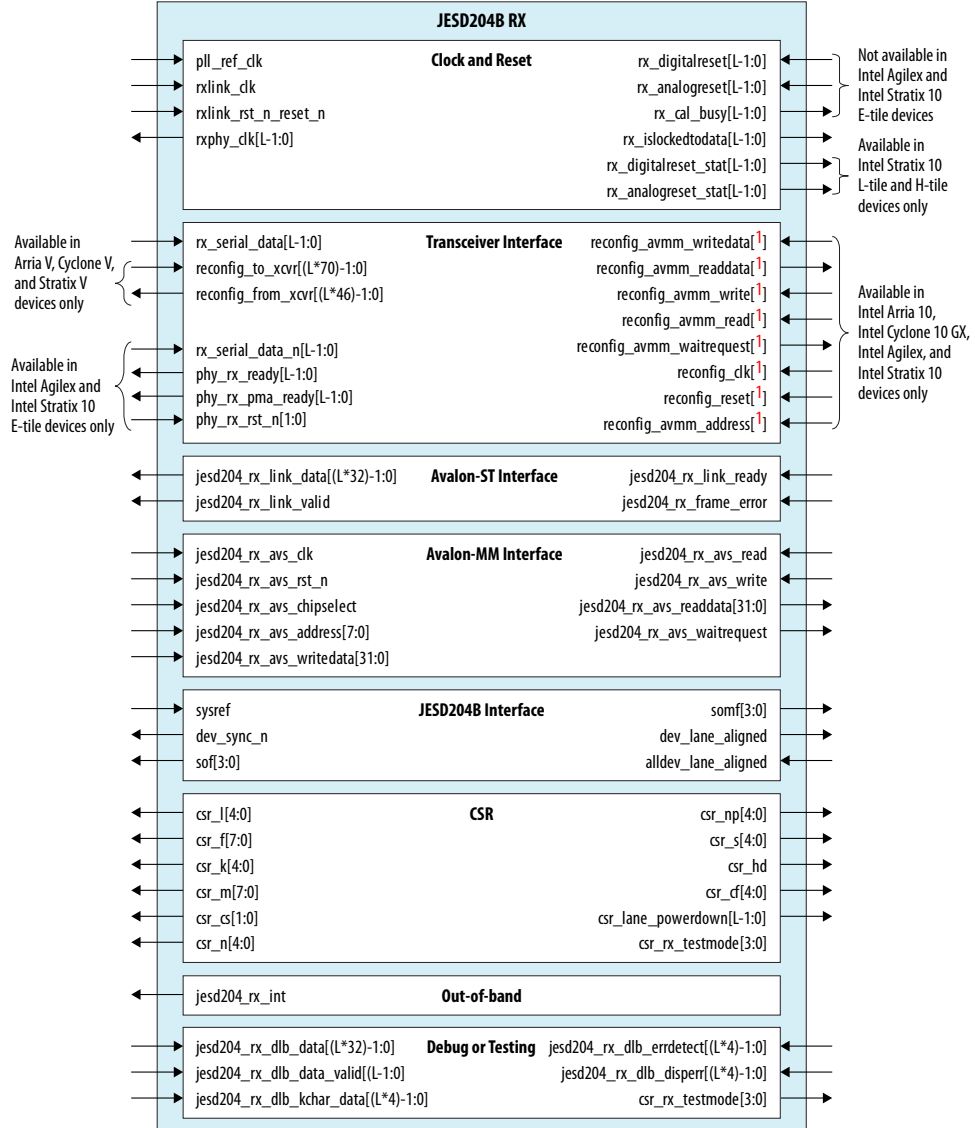 JESD204B RX
Clock and Reset
pll_ref_clk
rxlink_clk
rxlink_rst_n_reset_n
rxphy_clk[L-1:0]
rx_digitalreset[L-1:0]
rx_analogreset[L-1:0]
rx_cal_busy[L-1:0]
rx_islockedtodata[L-1:0]
rx_digitalreset_stat[L-1:0]
rx_analogreset_stat[L-1:0]
Not available in
Intel Agilex and
Intel Stratix 10
E-tile devices
Available in
Intel Stratix 10
L-tile and H-tile
devices only
Available in
Arria V, Cyclone V,
and Stratix V
devices only
Available in
Intel Agilex and
Intel Stratix 10
E-tile devices only
Transceiver Interface
rx_serial_data[L-1:0]
reconfig_to_xcvr[(L*70)-1:0]
reconfig_from_xcvr[(L*46)-1:0]
rx_serial_data_n[L-1:0]
phy_rx_ready[L-1:0]
phy_rx_pma_ready[L-1:0]
phy_rx_rst_n[1:0]
reconfig_avmm_writedata[1]
reconfig_avmm_readdata[1]
reconfig_avmm_write[1]
reconfig_avmm_read[1]
reconfig_avmm_waitrequest[1]
reconfig_clk[1]
reconfig_reset[1]
reconfig_avmm_address[1]
Available in
Intel Arria 10,
Intel Cyclone 10 GX,
Intel Agilex, and
Intel Stratix 10
devices only
Avalon-ST Interface
jesd204_rx_link_data[(L*32)-1:0]
jesd204_rx_link_valid
jesd204_rx_link_ready
jesd204_rx_frame_error
Avalon-MM Interface
jesd204_rx_avs_clk
jesd204_rx_avs_rst_n
jesd204_rx_avs_chipselect
jesd204_rx_avs_address[7:0]
jesd204_rx_avs_writedata[31:0]
jesd204_rx_avs_read
jesd204_rx_avs_write
jesd204_rx_avs_readdata[31:0]
jesd204_rx_avs_waitrequest
JESD204B Interface
sysref
dev_sync_n
sof[3:0]
somf[3:0]
dev_lane_aligned
alldev_lane_aligned
CSR
csr_l[4:0]
csr_f[7:0]
csr_k[4:0]
csr_m[7:0]
csr_cs[1:0]
csr_n[4:0]
csr_np[4:0]
csr_s[4:0]
csr_hd
csr_cf[4:0]
csr_lane_powerdown[L-1:0]
csr_rx_testmode[3:0]
jesd204_rx_int
Out-of-band
Debug or Testing
jesd204_rx_dlb_data[(L*32)-1:0]
jesd204_rx_dlb_data_valid[(L-1:0]
jesd204_rx_dlb_kchar_data[(L*4)-1:0]
jesd204_rx_dlb_errdetect[(L*4)-1:0]
jesd204_rx_dlb_disperr[(L*4)-1:0]
csr_rx_testmode[3:0]